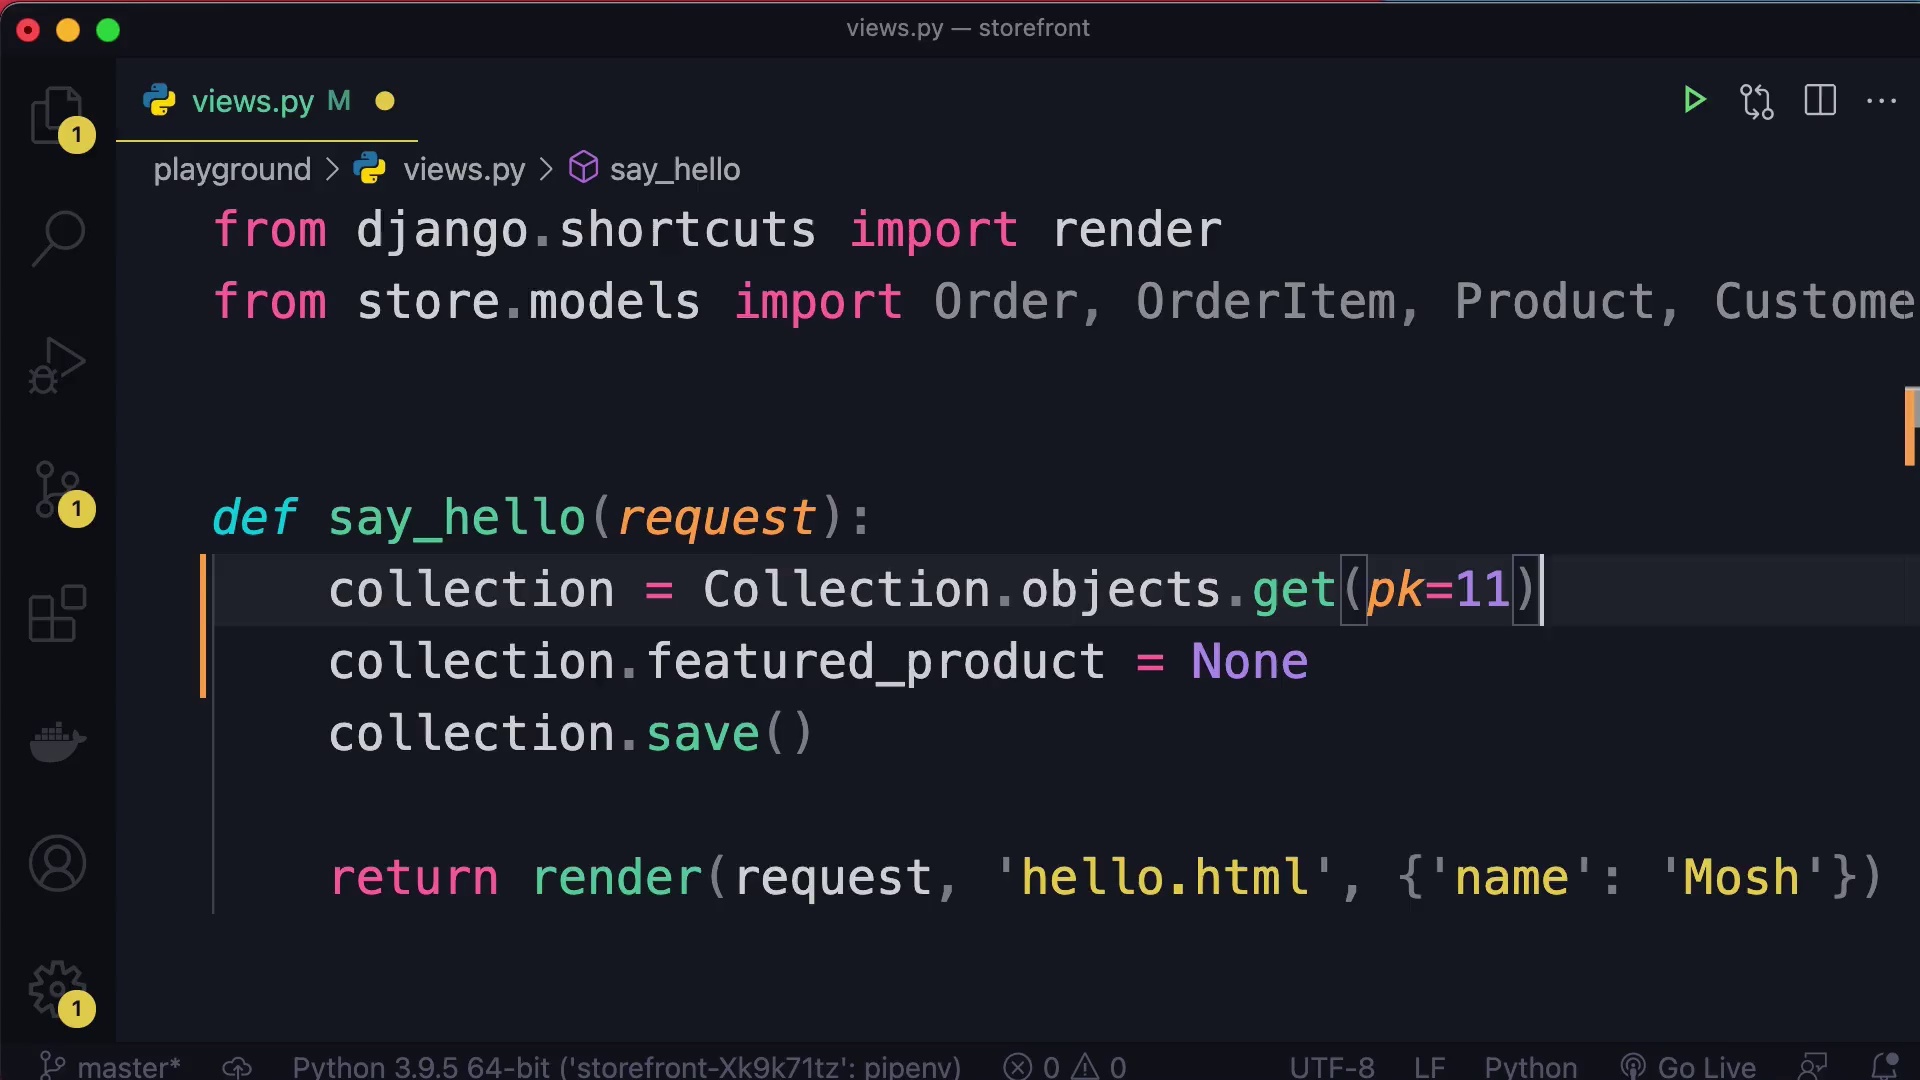 views.py — storefront
views.py M
1
playground > views.py > say_hello
from django.shortcuts import render
from store.models import Order, OrderItem, Product, Custome
def say_hello(request):
1
collection = Collection.objects.get(pk=11)
collection.featured_product = None
collection.save()
return render(request, 'hello.html', {'name': 'Mosh'})
1
master* Python 3.9.5 64-bit ('storefront-Xk9k71tz': pipenv) 0 0 UTF-8 LF Python Go Live